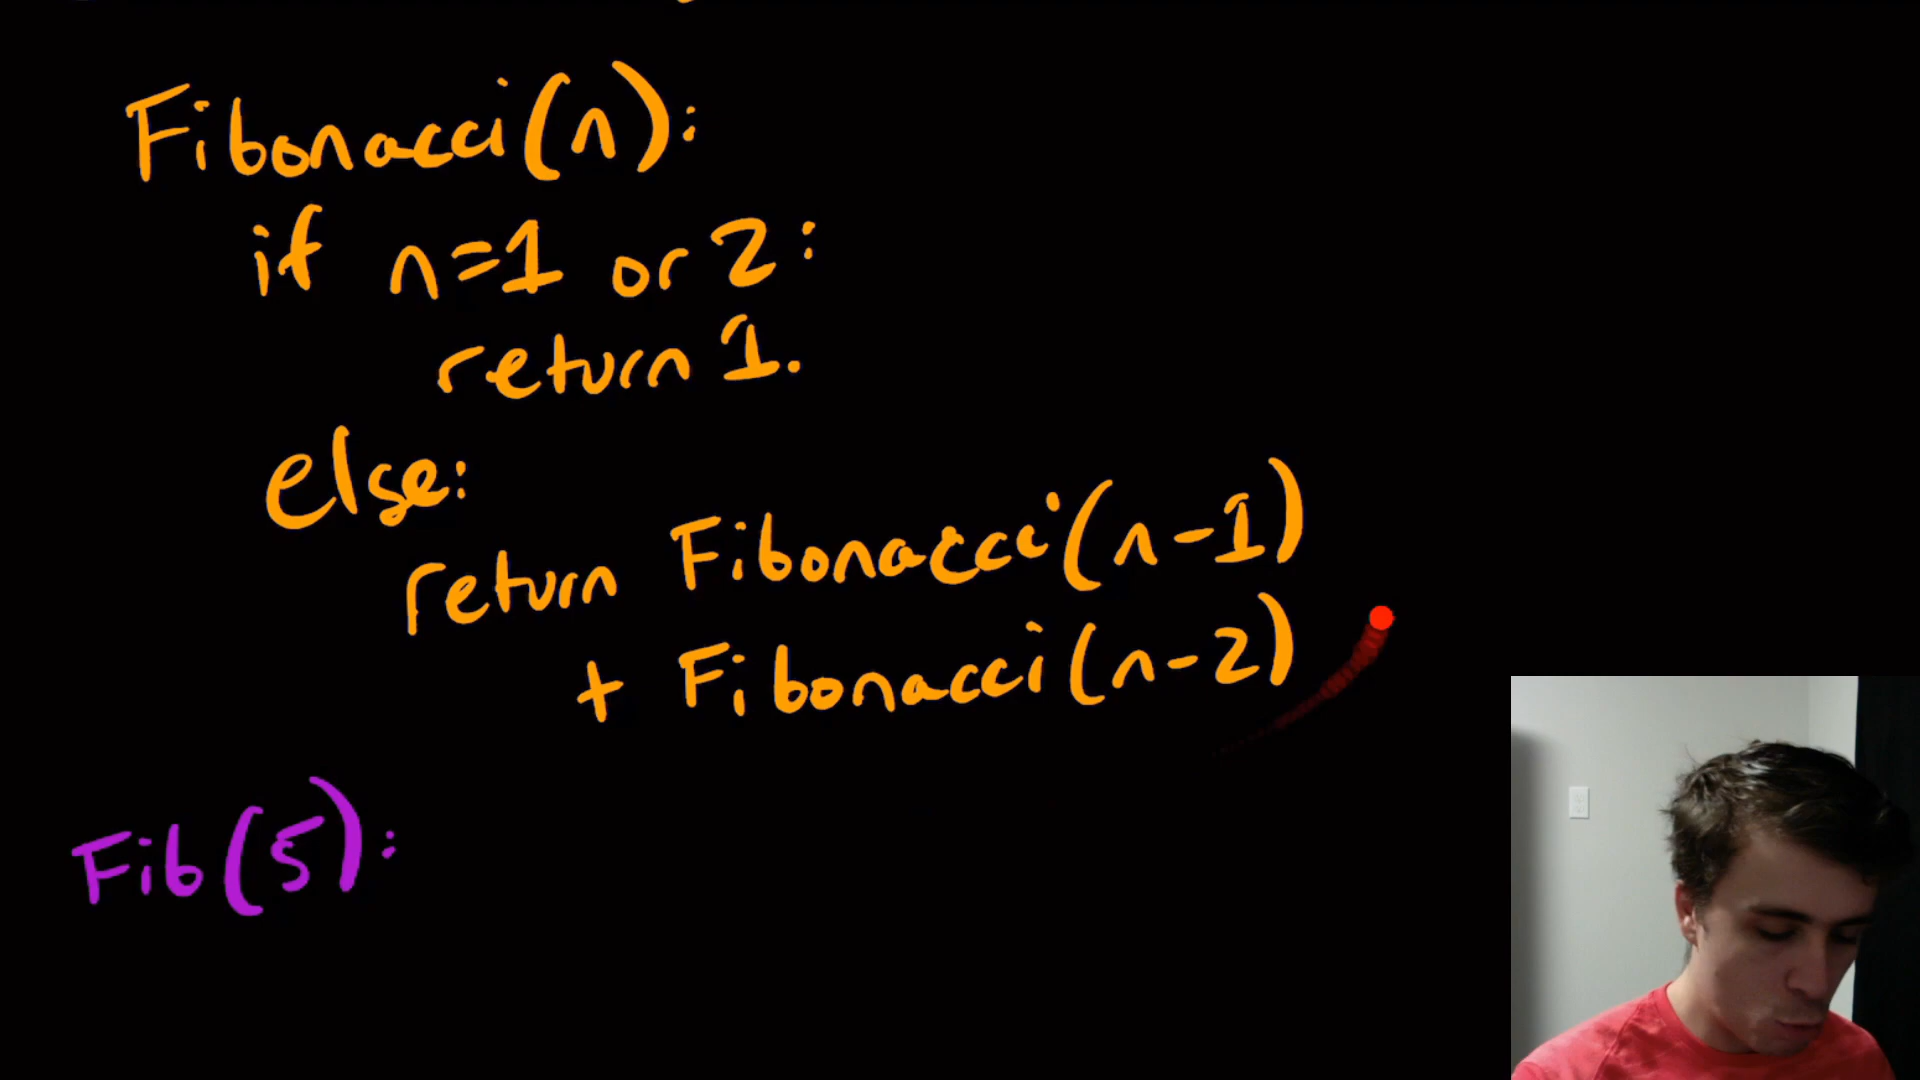 Fibonacci(n):
if n=1 or 2:
return 1.
else:
return Fibonacci(n-1)
+ Fibonacci(n-2)
Fib(5):